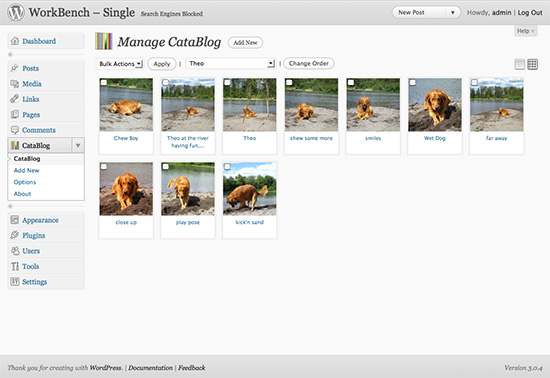 WorkBench – Single
Search Engines Blocked
New Post
Howdy, admin | Log Out
Help
Dashboard
Posts
Media
Links
Pages
Comments
CataBlog
CataBlog
Add New
Options
About
Appearance
Plugins
Users
Tools
Settings
Manage CataBlog
Add New
Bulk Actions
Apply
|
Theo
|
Change Order
Chew Boy
Theo at the river
having fun,...
Theo
chew some more
smiles
Wet Dog
far away
close up
play pose
kick'n sand
Thank you for creating with WordPress. | Documentation | Feedback
Version 3.0.4